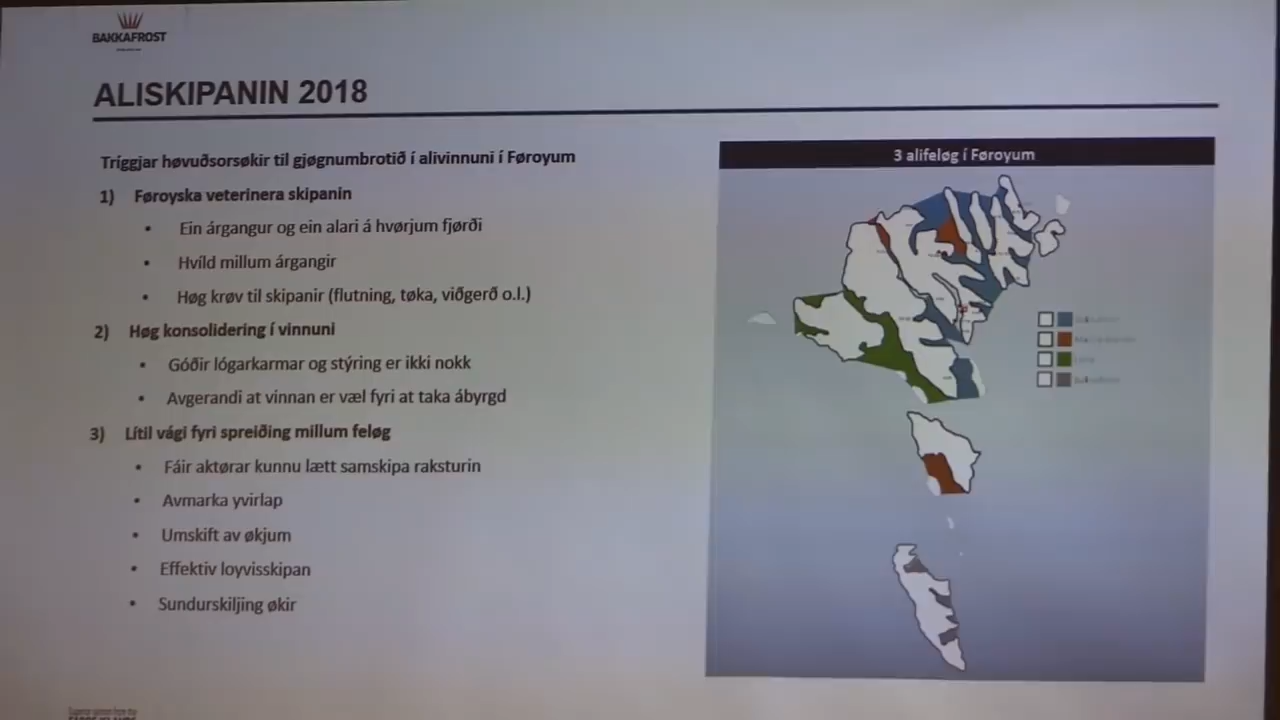 BAKKAFROST
ALISKIPANIN 2018
Tríggjar høvuðsorsøkir til gjøgnumbrotið í alivinnuni í Føroyum
1) Føroyska veterinera skipanin
• Ein árgangur og ein alari á hvørjum fjørði
• Hvíld millum árgangir
• Høg krøv til skipanir (flutning, tøka, viðgerð o.l.)
2) Høg konsolidering í vinnuni
• Góðir lógarkarmar og stýring er ikki nokk
• Avgerandi at vinnan er væl fyri at taka ábyrgd
3) Lítil vági fyri spreiðing millum feløg
• Fáir aktørar kunnu lætt samskipa raksturin
• Avmarka yvirlap
• Umskift av økjum
• Effektiv loyvisskipan
• Sundurskiljing økir
3 alifeløg í Føroyum